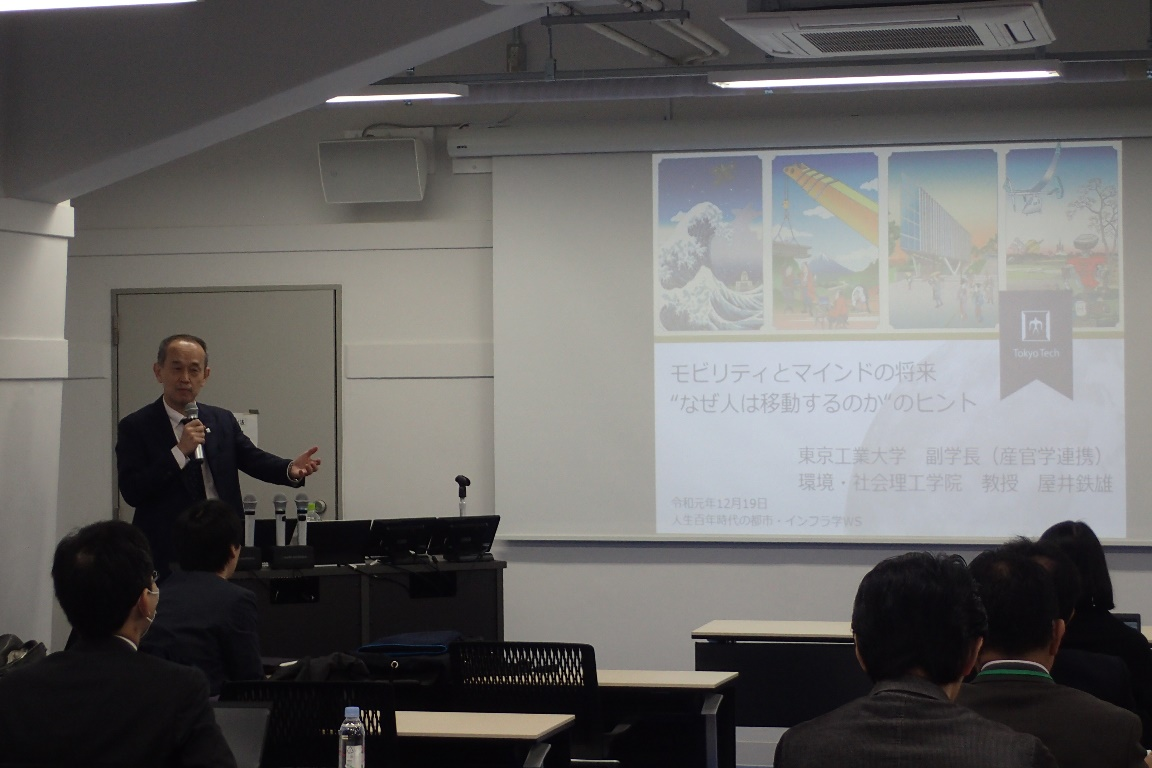 Tokyo Tech
モビリティとマインドの将来
“なぜ人は移動するのか“のヒント
東京工業大学　副学長（産官学連携）
環境・社会理工学院　教授　屋井鉄雄
令和元年12月19日
人生百年時代の都市・インフラ学WS